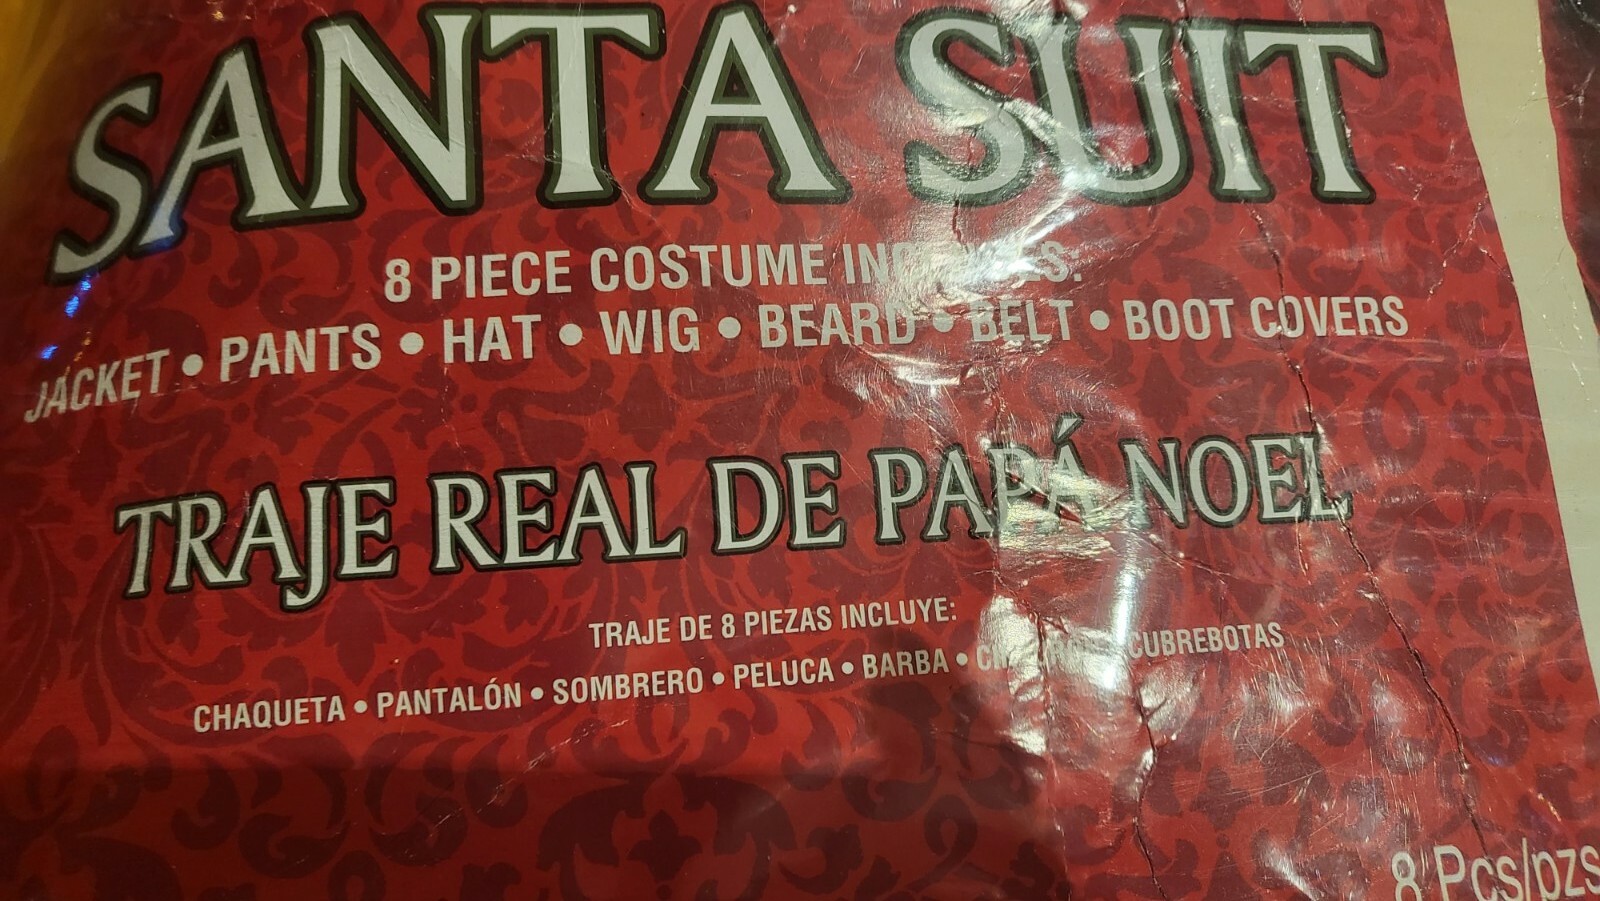 SANTA SUIT
8 PIECE COSTUME
JACKET • PANTS • HAT • WIG • BEARD • BELT • BOOT COVERS
TRAJE REAL DE PAPÁ NOEL
TRAJE DE 8 PIEZAS INCLUYE:
CHAQUETA • PANTALÓN • SOMBRERO • PELUCA • BARBA • CUBREBOTAS
8 Pcs/pzs